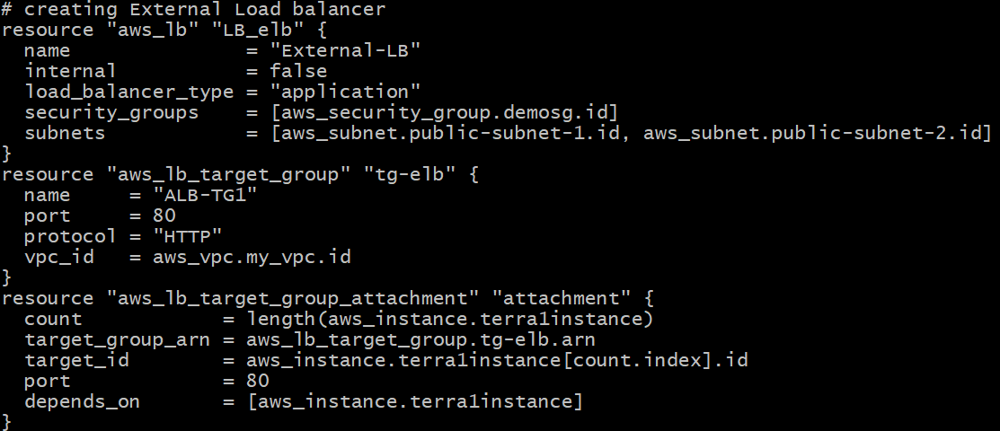 # creating External Load balancer
resource "aws_lb" "LB_elb" {
  name               = "External-LB"
  internal           = false
  load_balancer_type = "application"
  security_groups    = [aws_security_group.demosg.id]
  subnets            = [aws_subnet.public-subnet-1.id, aws_subnet.public-subnet-2.id]
}
resource "aws_lb_target_group" "tg-elb" {
  name     = "ALB-TG1"
  port     = 80
  protocol = "HTTP"
  vpc_id   = aws_vpc.my_vpc.id
}
resource "aws_lb_target_group_attachment" "attachment" {
  count            = length(aws_instance.terra1instance)
  target_group_arn = aws_lb_target_group.tg-elb.arn
  target_id        = aws_instance.terra1instance[count.index].id
  port             = 80
  depends_on       = [aws_instance.terra1instance]
}